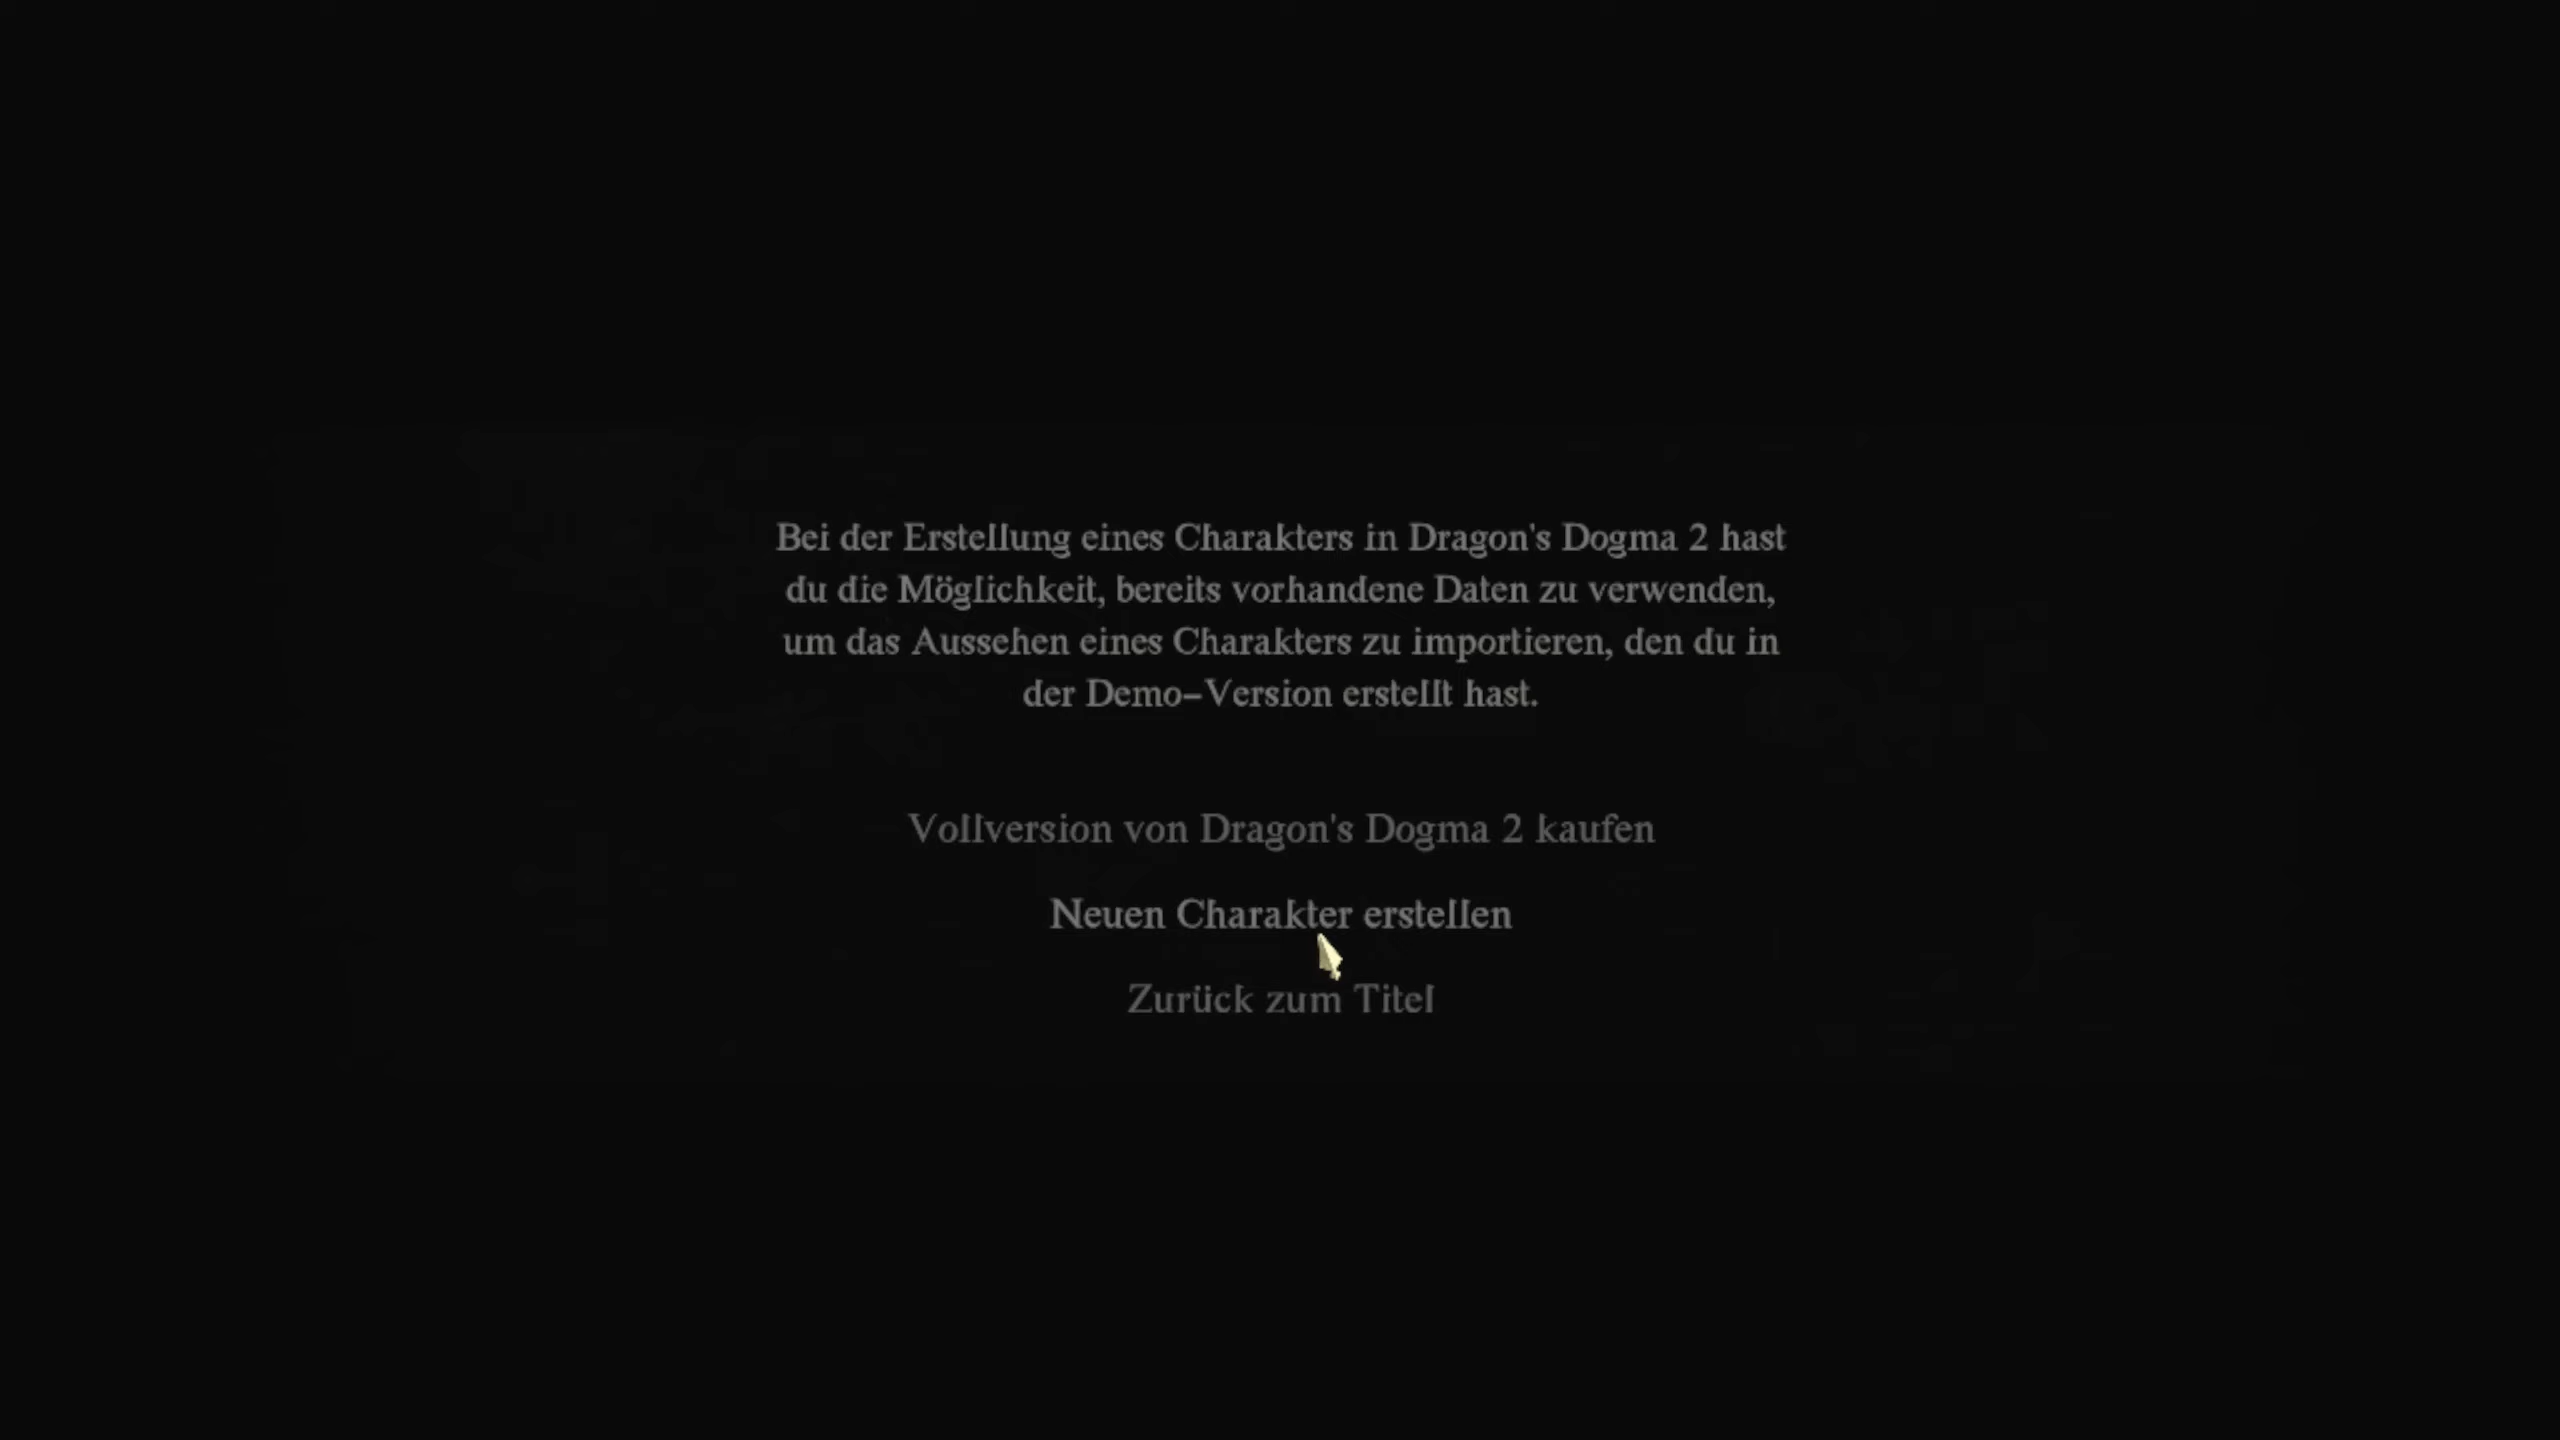 Bei der Erstellung eines Charakters in Dragon's Dogma 2 hast
du die Möglichkeit, bereits vorhandene Daten zu verwenden,
um das Aussehen eines Charakters zu importieren, den du in
der Demo-Version erstellt hast.
Vollversion von Dragon's Dogma 2 kaufen
Neuen Charakter erstellen
Zurück zum Titel